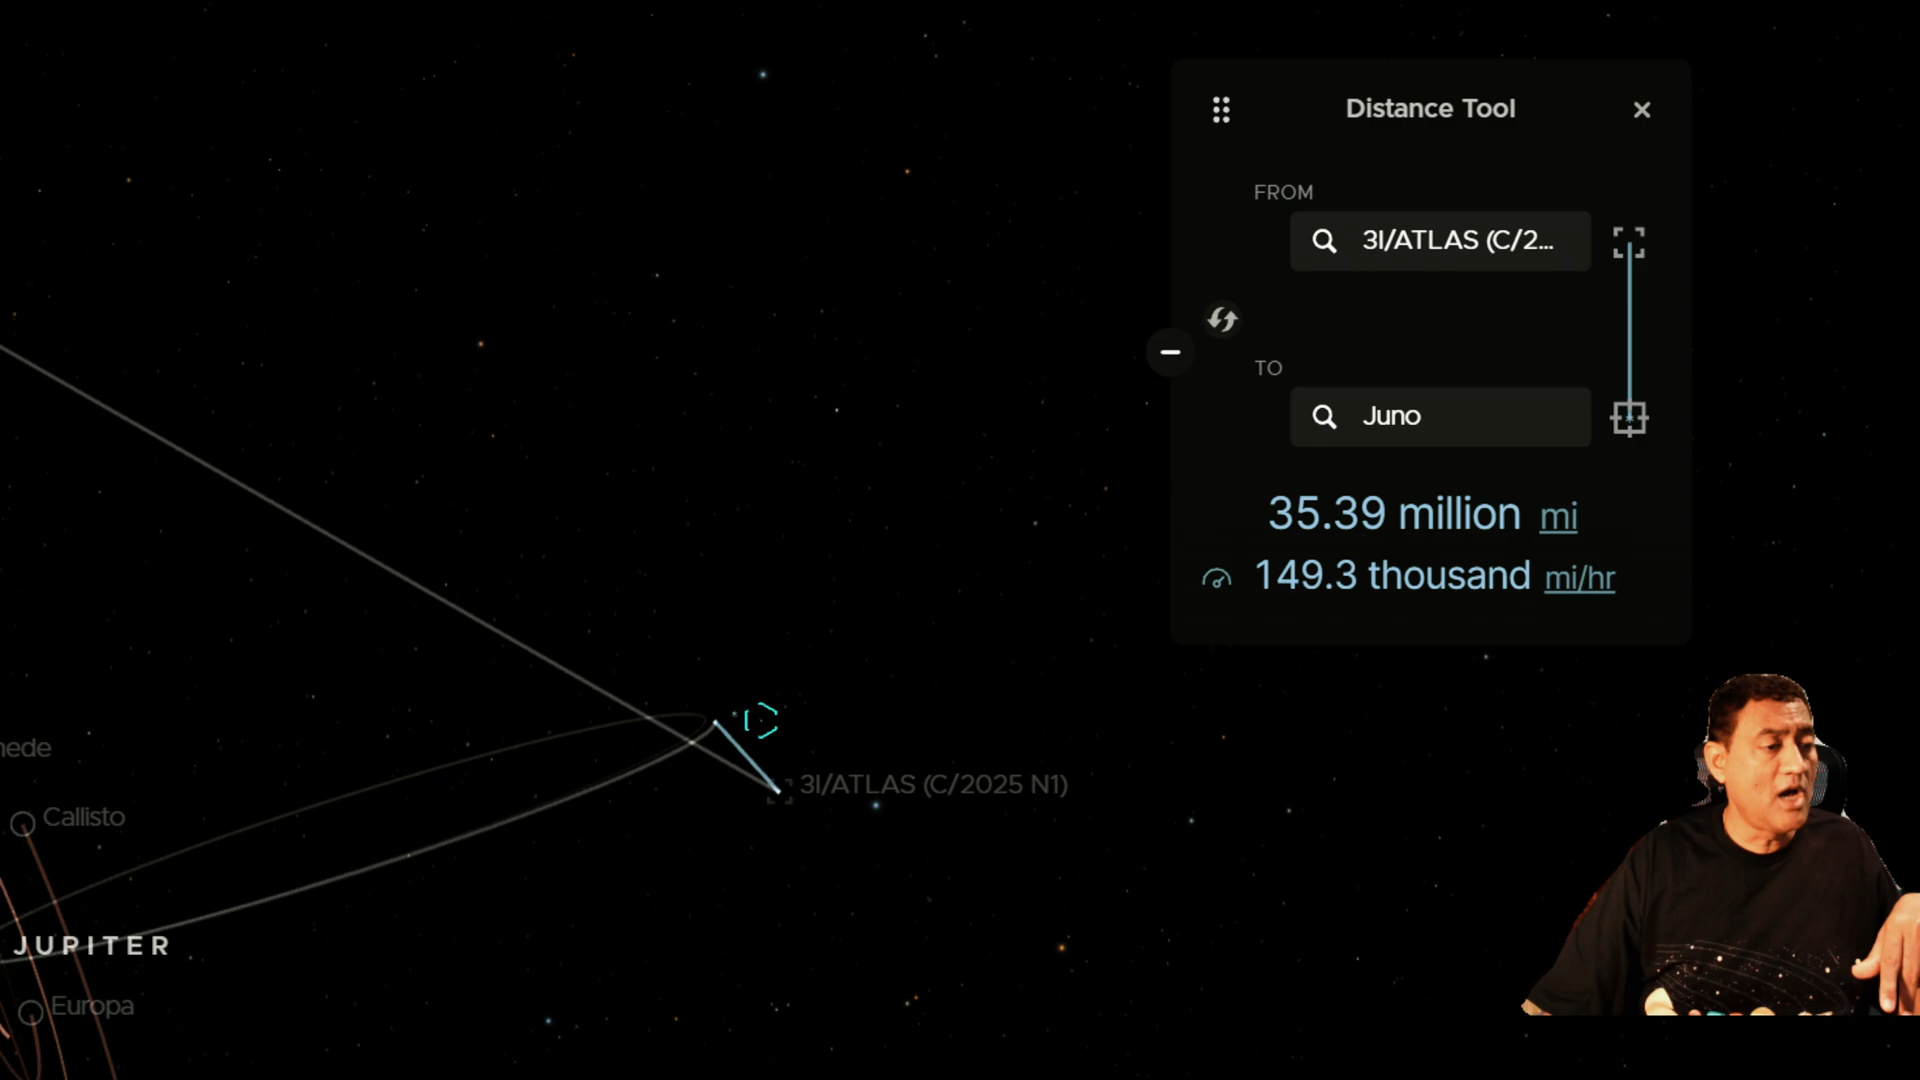 Distance Tool
FROM
3I/ATLAS (C/2...
TO
Juno
35.39 million mi
149.3 thousand mi/hr
3I/ATLAS (C/2025 N1)
nede
Callisto
JUPITER
Europa